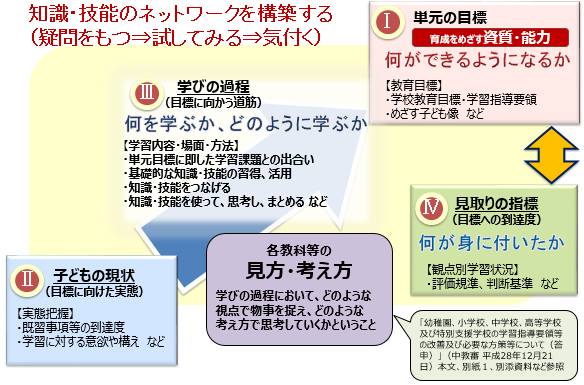 知識・技能のネットワークを構築する
（疑問をもつ⇒試してみる⇒気付く）
Ⅰ 単元の目標
育成をめざす資質・能力
何ができるようになるか
【教育目標】
・学校教育目標・学習指導要領
・めざす子ども像 など
Ⅲ 学びの過程
（目標に向かう道筋）
何を学ぶか、どのように学ぶか
【学習内容・場面・方法】
・単元目標に即した学習課題との出合い
・基礎的な知識・技能の習得、活用
・知識・技能をつなげる
・知識・技能を使って、思考し、まとめる など
Ⅳ 見取りの指標
（目標への到達度）
何が身に付いたか
【観点別学習状況】
・評価規準、判断基準 など
Ⅱ 子どもの現状
（目標に向けた実態）
【実態把握】
・既習事項等の到達度
・学習に対する意欲や構え など
各教科等の
見方・考え方
学びの過程において、どのような
視点で物事を捉え、どのような
考え方で思考していくかということ
「幼稚園、小学校、中学校、高等学校
及び特別支援学校の学習指導要領等
の改善及び必要な方策等について（答
申）」（中教審 平成28年12月21
日）本文、別紙１、別添資料など参照